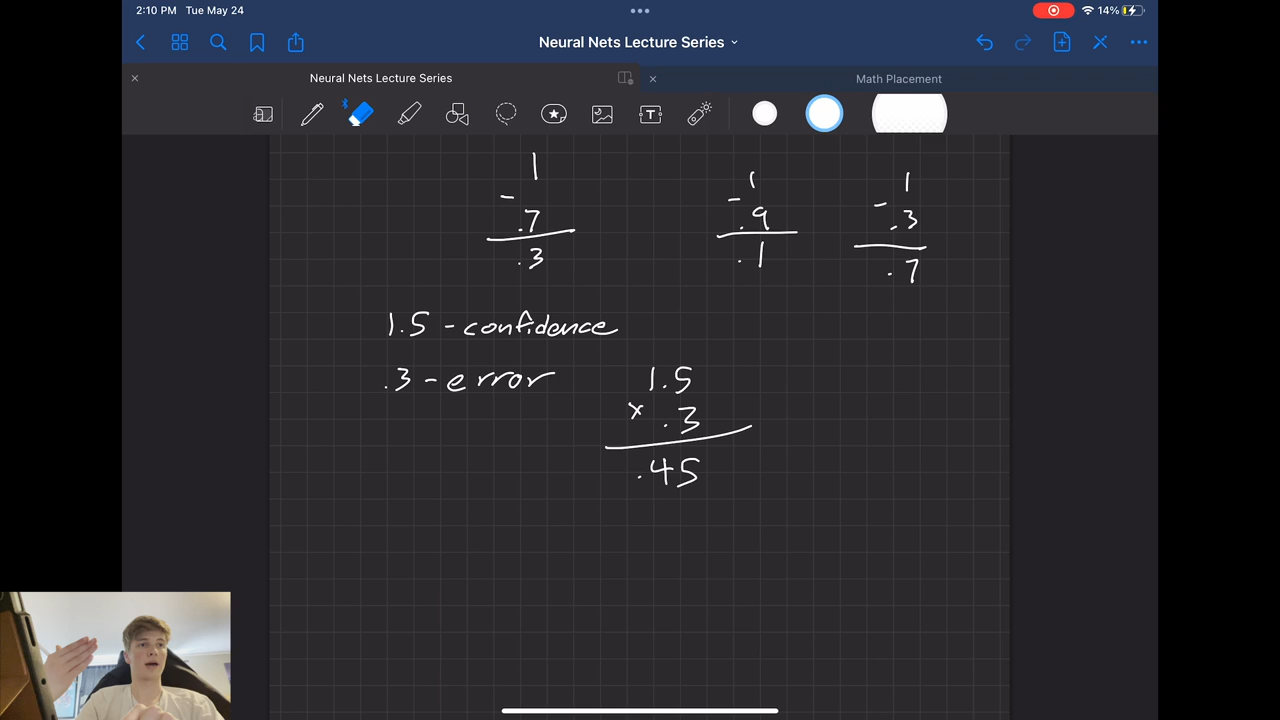 2:10 PM Tue May 24
14%
Neural Nets Lecture Series
Neural Nets Lecture Series
Math Placement
T
1
- .7
.3
1
- .9
.1
1
- .3
.7
1.5 - confidence
.3 - error
1.5
x .3
.45